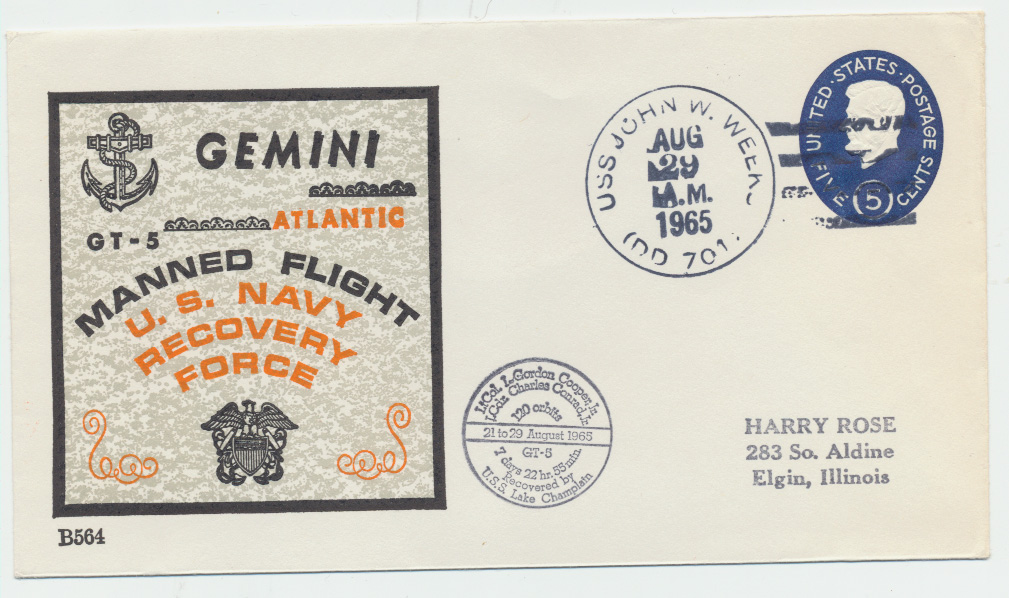 GEMINI
ATLANTIC
GT-5
MANNED FLIGHT
U. S. NAVY
RECOVERY
FORCE
B564
USS JOHN W. WEEKS
AUG
29
A.M.
1965
(DD 701)
UNITED STATES POSTAGE
FIVE (5) CENTS
Lt.Col. L. Gordon Cooper, Jr.
Lt.Cdr. Charles Conrad, Jr.
120 orbits
21 to 29 August 1965
GT-5
7 days 22 hr. 55 min.
Recovered by
U.S.S. Lake Champlain
HARRY ROSE
283 So. Aldine
Elgin, Illinois